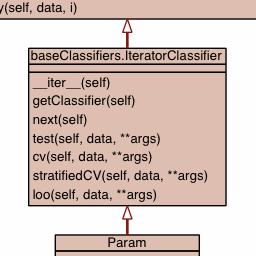 (self, data, i)
baseClassifiers.IteratorClassifier
__iter__(self)
getClassifier(self)
next(self)
test(self, data, **args)
cv(self, data, **args)
stratifiedCV(self, data, **args)
loo(self, data, **args)
Param